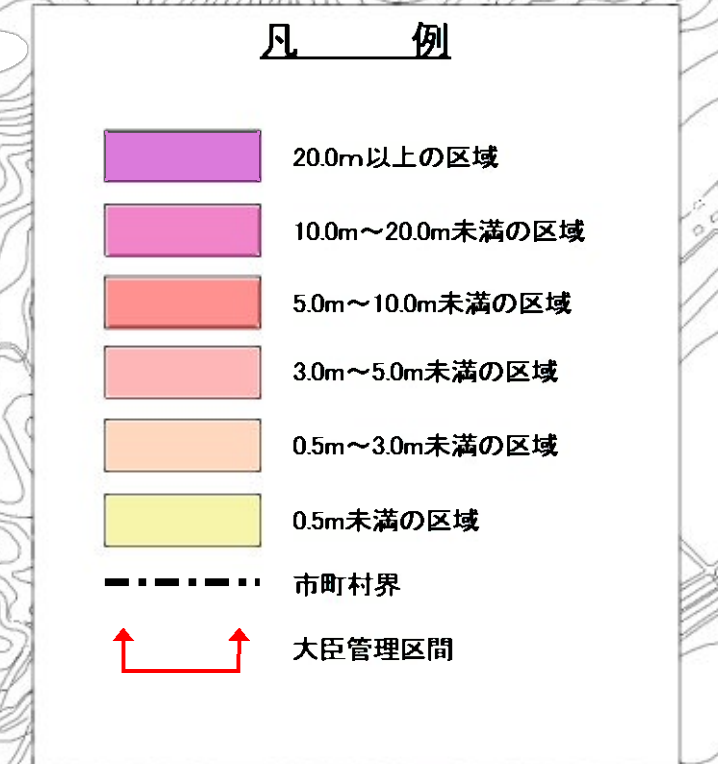 凡 例
20.0m以上の区域
10.0m～20.0m未満の区域
5.0m～10.0m未満の区域
3.0m～5.0m未満の区域
0.5m～3.0m未満の区域
0.5m未満の区域
市町村界
大臣管理区間